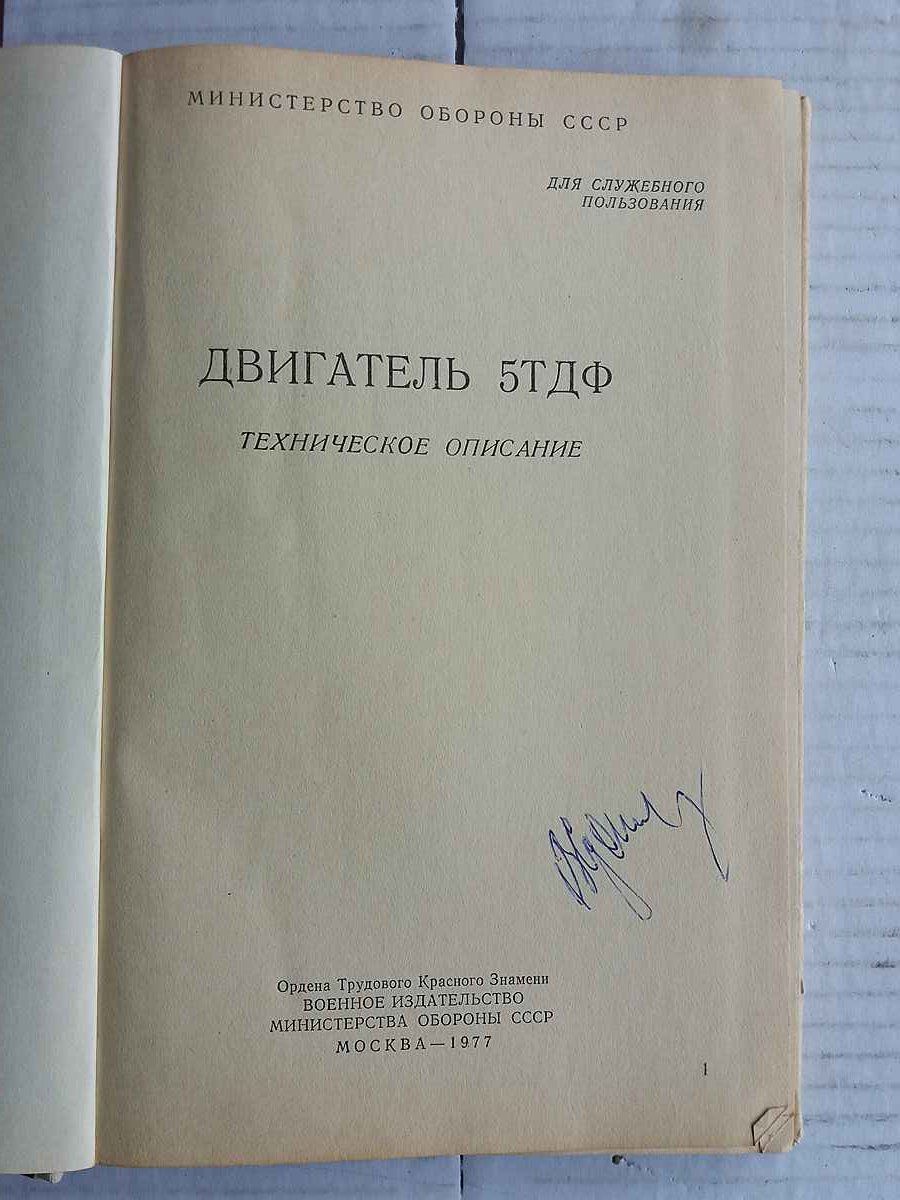 МИНИСТЕРСТВО ОБОРОНЫ СССР
ДЛЯ СЛУЖЕБНОГО
ПОЛЬЗОВАНИЯ
ДВИГАТЕЛЬ 5ТДФ
ТЕХНИЧЕСКОЕ ОПИСАНИЕ
Ордена Трудового Красного Знамени
ВОЕННОЕ ИЗДАТЕЛЬСТВО
МИНИСТЕРСТВА ОБОРОНЫ СССР
МОСКВА—1977
1